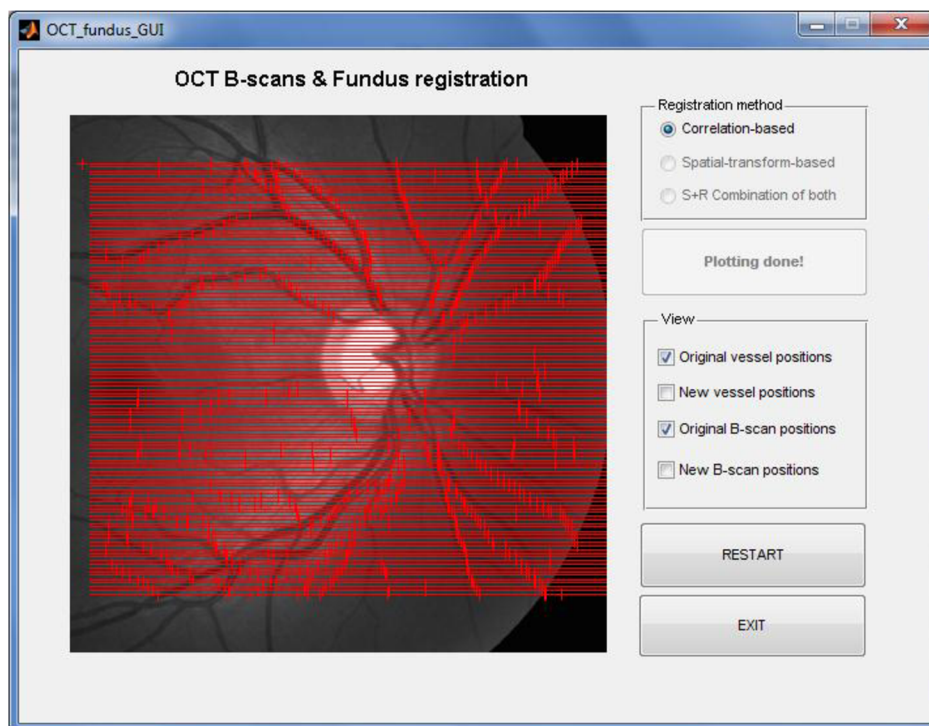 OCT_fundus_GUI
OCT B-scans & Fundus registration
Registration method
Correlation-based
Spatial-transform-based
S+R Combination of both
Plotting done!
View
Original vessel positions
New vessel positions
Original B-scan positions
New B-scan positions
RESTART
EXIT